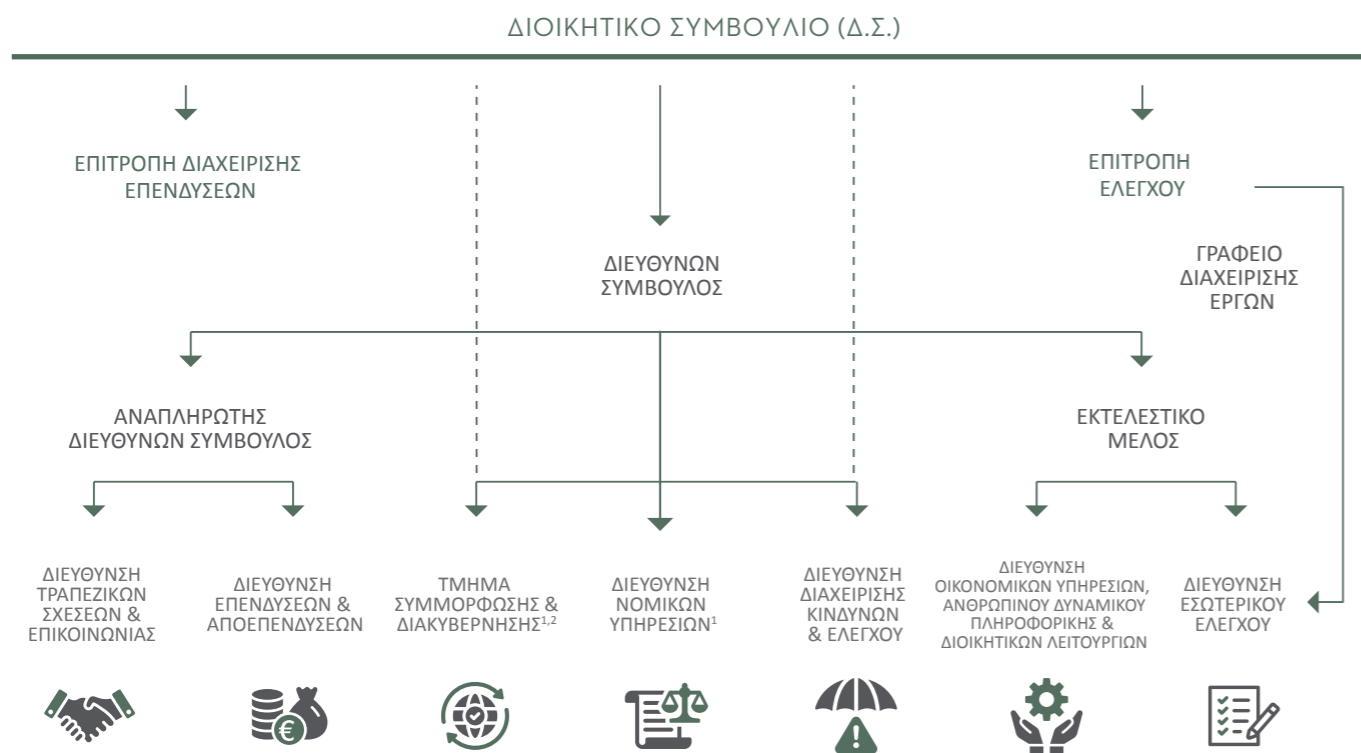 ΔΙΟΙΚΗΤΙΚΟ ΣΥΜΒΟΥΛΙΟ (Δ.Σ.)
ΕΠΙΤΡΟΠΗ ΔΙΑΧΕΙΡΙΣΗΣ
ΕΠΕΝΔΥΣΕΩΝ
ΕΠΙΤΡΟΠΗ
ΕΛΕΓΧΟΥ
ΔΙΕΥΘΥΝΩΝ
ΣΥΜΒΟΥΛΟΣ
ΓΡΑΦΕΙΟ
ΔΙΑΧΕΙΡΙΣΗΣ
ΕΡΓΩΝ
ΑΝΑΠΛΗΡΩΤΗΣ
ΔΙΕΥΘΥΝΩΝ ΣΥΜΒΟΥΛΟΣ
ΕΚΤΕΛΕΣΤΙΚΟ
ΜΕΛΟΣ
ΔΙΕΥΘΥΝΣΗ
ΤΡΑΠΕΖΙΚΩΝ
ΣΧΕΣΕΩΝ &
ΕΠΙΚΟΙΝΩΝΙΑΣ
ΔΙΕΥΘΥΝΣΗ
ΕΠΕΝΔΥΣΕΩΝ &
ΑΠΟΕΠΕΝΔΥΣΕΩΝ
ΤΜΗΜΑ
ΣΥΜΜΟΡΦΩΣΗΣ &
ΔΙΑΚΥΒΕΡΝΗΣΗΣ¹,²
ΔΙΕΥΘΥΝΣΗ
ΝΟΜΙΚΩΝ
ΥΠΗΡΕΣΙΩΝ¹
ΔΙΕΥΘΥΝΣΗ
ΔΙΑΧΕΙΡΙΣΗΣ
ΚΙΝΔΥΝΩΝ
& ΕΛΕΓΧΟΥ
ΔΙΕΥΘΥΝΣΗ
ΟΙΚΟΝΟΜΙΚΩΝ ΥΠΗΡΕΣΙΩΝ,
ΑΝΘΡΩΠΙΝΟΥ ΔΥΝΑΜΙΚΟΥ
ΠΛΗΡΟΦΟΡΙΚΗΣ &
ΔΙΟΙΚΗΤΙΚΩΝ ΛΕΙΤΟΥΡΓΙΩΝ
ΔΙΕΥΘΥΝΣΗ
ΕΣΩΤΕΡΙΚΟΥ
ΕΛΕΓΧΟΥ
€